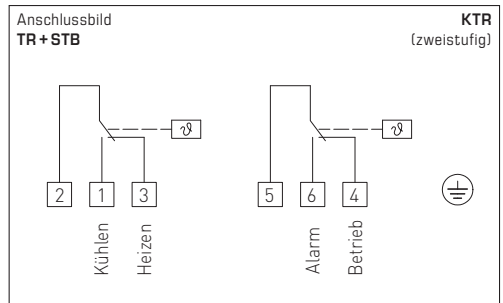 Anschlussbild
TR+STB
KTR
(zweistufig)
ϑ
ϑ
2 1 3
5 6 4
Kühlen
Heizen
Alarm
Betrieb